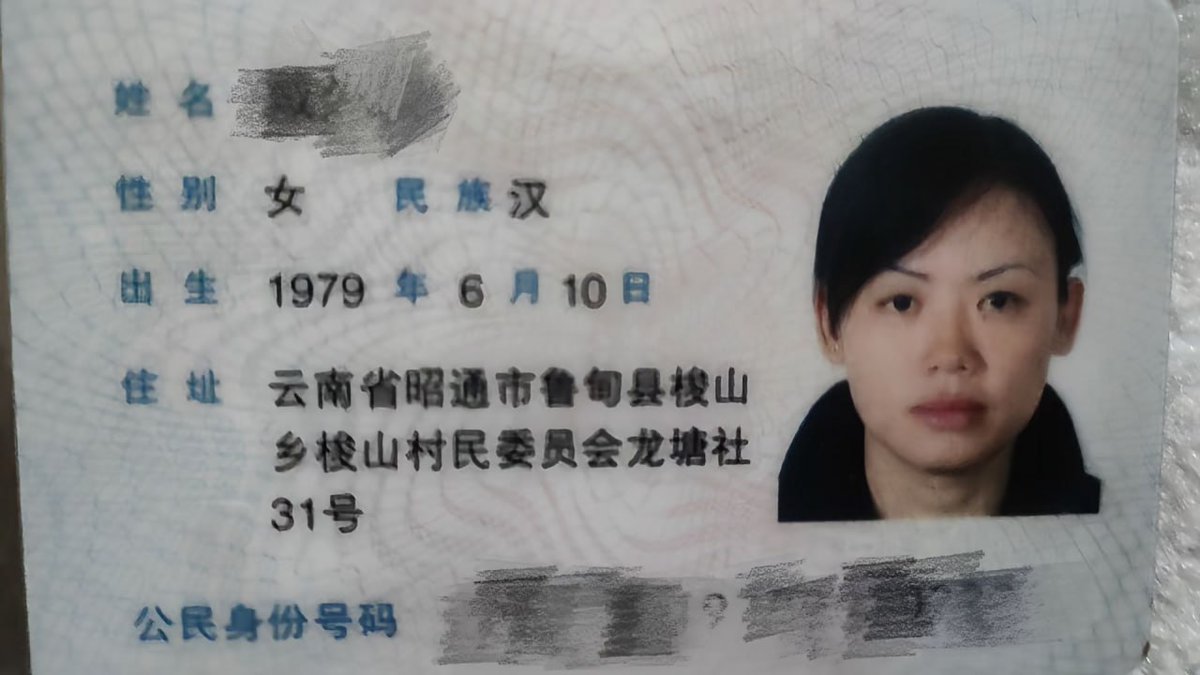 姓名
性别 女 民族 汉
出生 1979 年 6 月 10 日
住址 云南省昭通市鲁甸县梭山
乡梭山村民委员会龙塘社
31号
公民身份号码